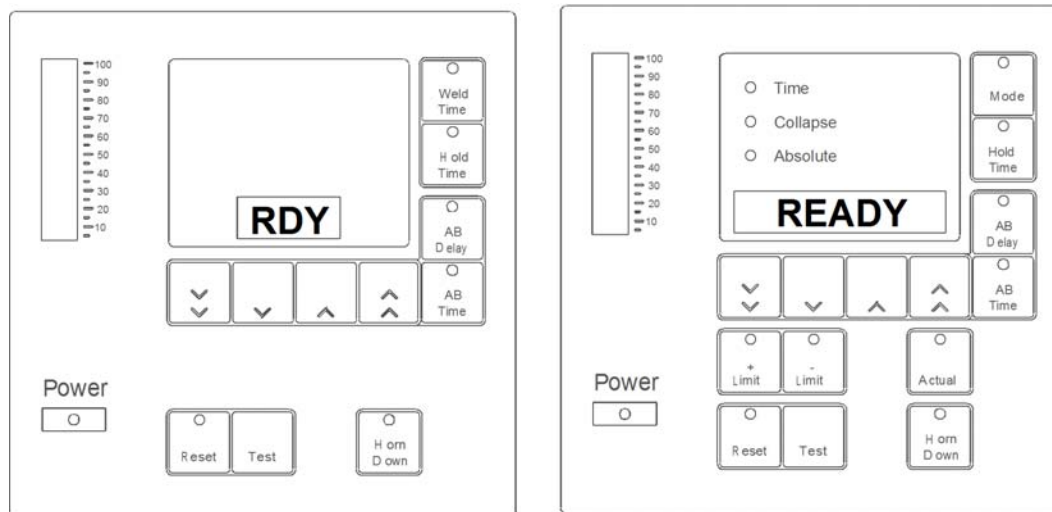 100
90
80
70
60
50
40
30
20
10
Weld
Time
Hold
Time
RDY
AB
Delay
AB
Time
Power
Reset
Test
Horn
Down
100
90
80
70
60
50
40
30
20
10
Time
Collapse
Absolute
READY
Mode
Hold
Time
AB
Delay
AB
Time
+
Limit
-
Limit
Actual
Power
Reset
Test
Horn
Down